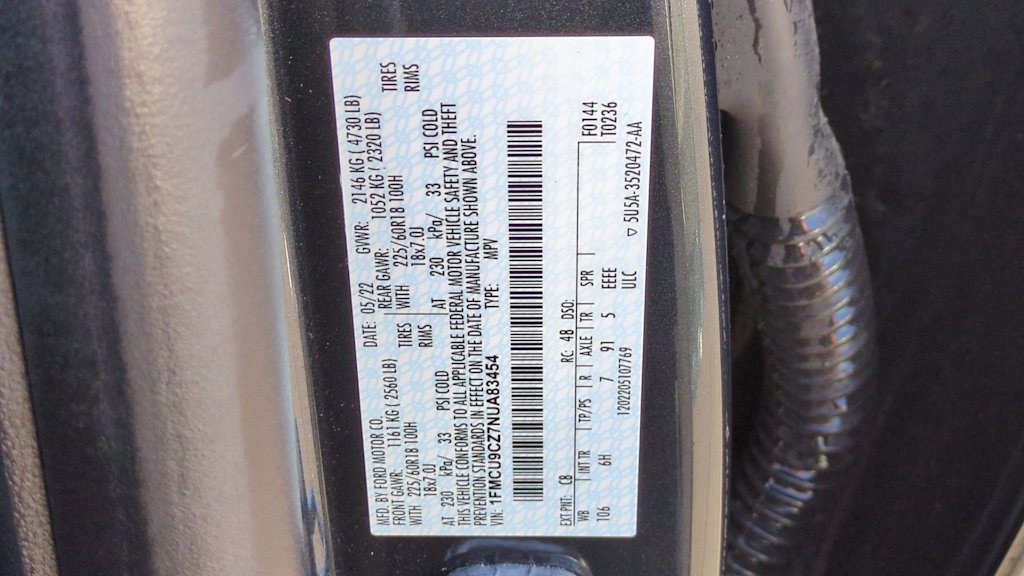 MFD. BY FORD MOTOR CO. DATE: 05/22 GVWR: 2146 KG ( 4730 LB)
FRONT GAWR: 1161 KG ( 2560 LB) REAR GAWR: 1052 KG ( 2320 LB)
WITH 225/60R18 100H TIRES WITH 225/60R18 100H TIRES
18x7.0J RIMS 18x7.0J RIMS
AT 230 kPa/ 33 PSI COLD AT 230 kPa/ 33 PSI COLD
THIS VEHICLE CONFORMS TO ALL APPLICABLE FEDERAL MOTOR VEHICLE SAFETY AND THEFT
PREVENTION STANDARDS IN EFFECT ON THE DATE OF MANUFACTURE SHOWN ABOVE.
VIN: 1FMCU9CZ7NUA83454 TYPE: MPV
EXT PNT: C8 RC: 48 DSO: F0144
WB INT TR TP/PS R AXLE TR SPR T0236
106 6H 7 91 5 EEEE
ULC
1202205107769 ▽ 5U5A-3520472-AA